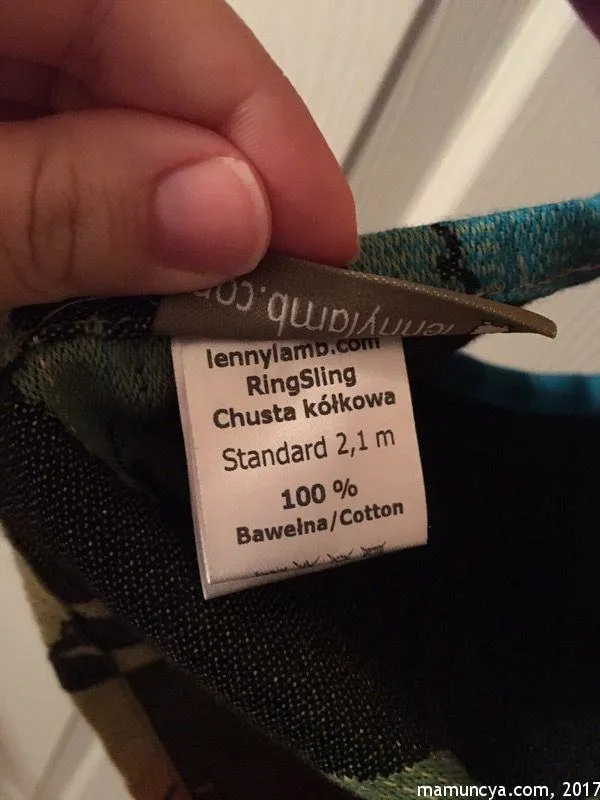 lennylamb.com
lennylamb.com
RingSling
Chusta kółkowa
Standard 2,1 m
100 %
Bawełna/Cotton
mamuncya.com, 2017